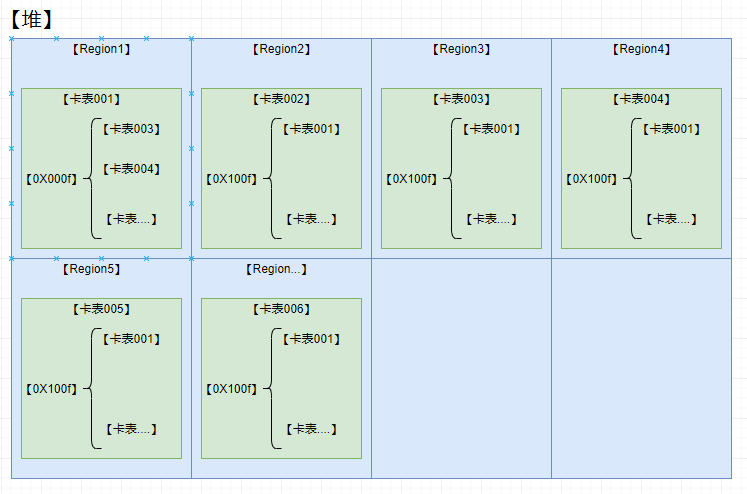 【堆】
【Region1】
【卡表001】
【0X000f】
【卡表003】
【卡表004】
【卡表....】
【Region2】
【卡表002】
【0X100f】
【卡表001】
【卡表....】
【Region3】
【卡表003】
【0X100f】
【卡表001】
【卡表....】
【Region4】
【卡表004】
【0X100f】
【卡表001】
【卡表....】
【Region5】
【卡表005】
【0X100f】
【卡表001】
【卡表....】
【Region...】
【卡表006】
【0X100f】
【卡表001】
【卡表....】